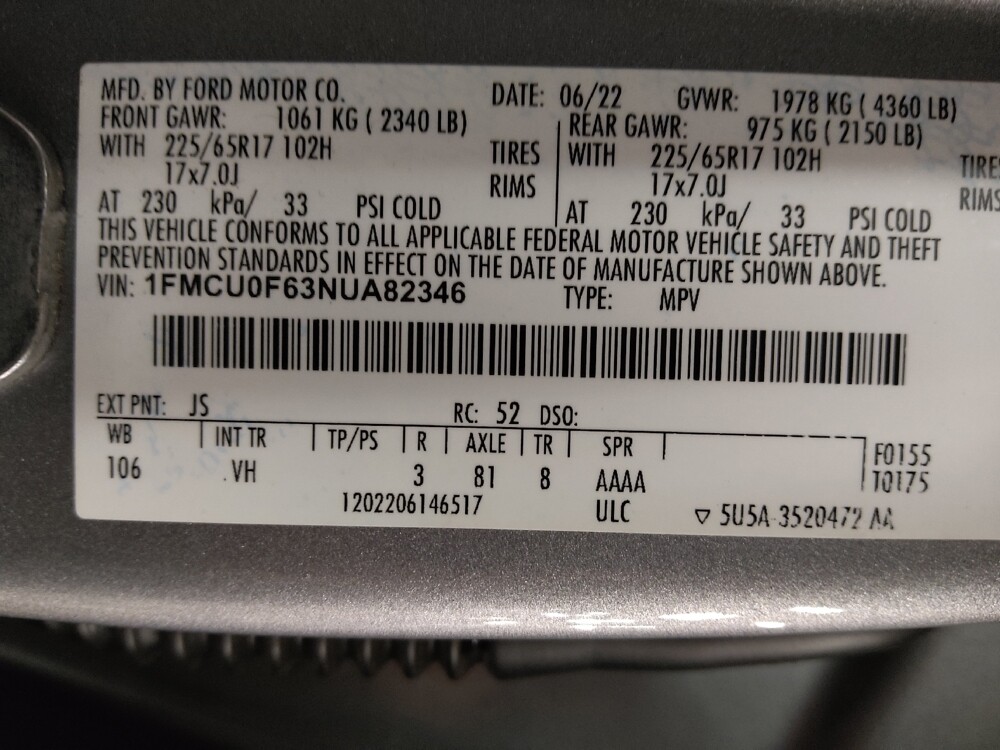 MFD. BY FORD MOTOR CO. DATE: 06/22 GVWR: 1978 KG ( 4360 LB)
FRONT GAWR: 1061 KG ( 2340 LB) REAR GAWR: 975 KG ( 2150 LB)
WITH 225/65R17 102H TIRES WITH 225/65R17 102H TIRES
17x7.0J RIMS 17x7.0J RIMS
AT 230 kPa/ 33 PSI COLD AT 230 kPa/ 33 PSI COLD
THIS VEHICLE CONFORMS TO ALL APPLICABLE FEDERAL MOTOR VEHICLE SAFETY AND THEFT
PREVENTION STANDARDS IN EFFECT ON THE DATE OF MANUFACTURE SHOWN ABOVE.
VIN: 1FMCU0F63NUA82346 TYPE: MPV
EXT PNT: JS RC: 52 DSO:
WB INT TR TP/PS R AXLE TR SPR F0155
106 .VH 3 81 8 AAAA T0175
1202206146517 ULC ▽ 5U5A-3520472 AA